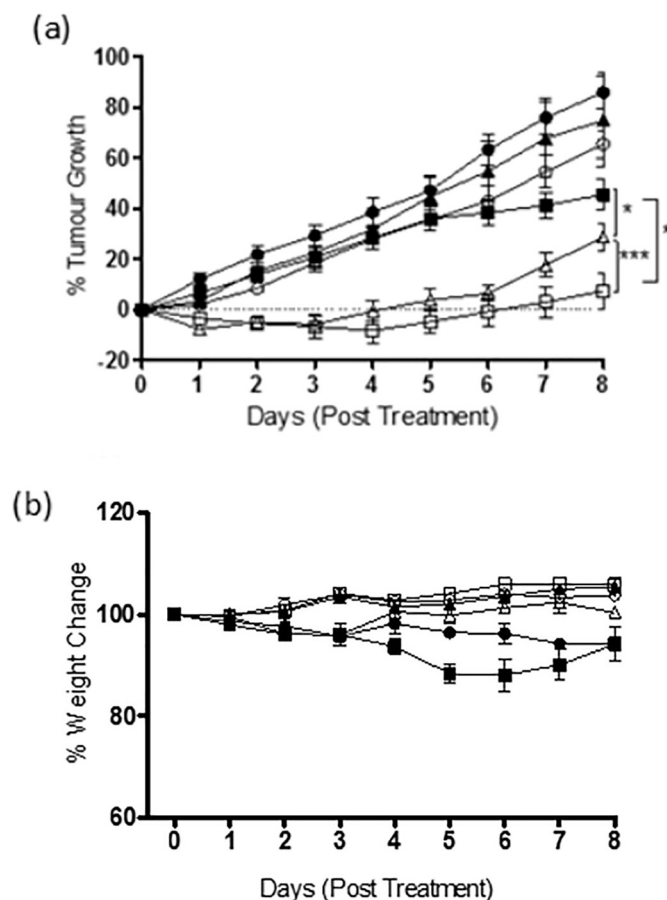 (a)
100
80
60
40
20
0
-20
% Tumour Growth
*
*
***
0 1 2 3 4 5 6 7 8
Days (Post Treatment)
(b)
120
100
80
60
% W eight Change
0 1 2 3 4 5 6 7 8
Days (Post Treatment)